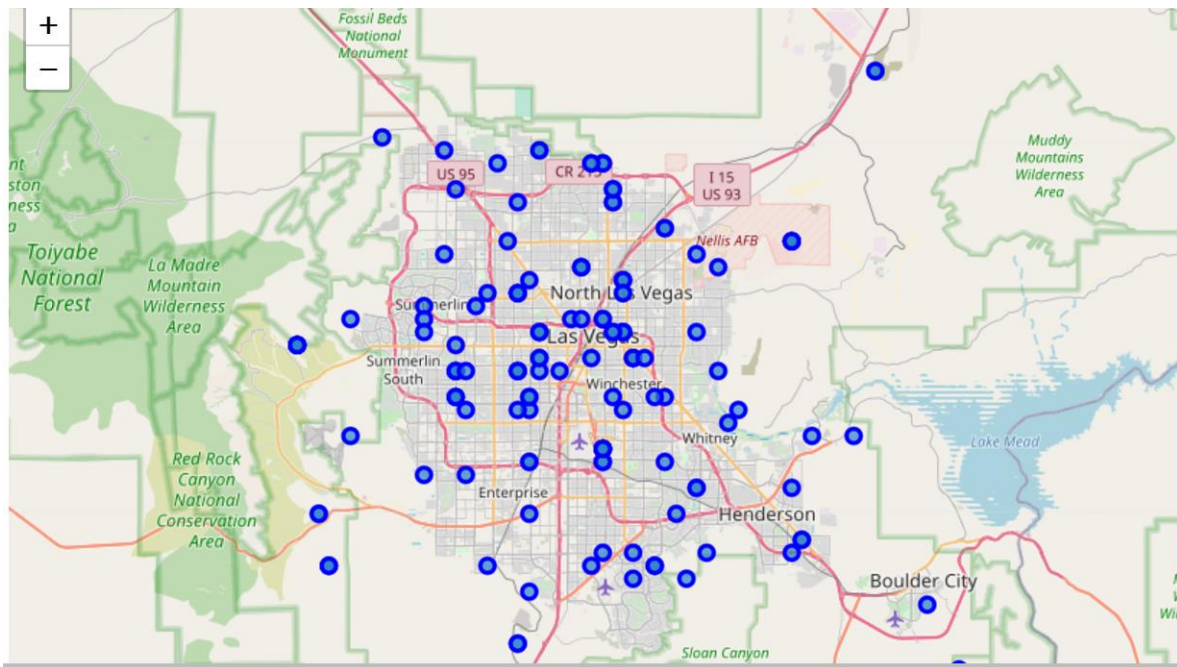 +
−
Fossil Beds
National
Monument
US 95
I 15
US 93
Muddy
Mountains
Wilderness
Area
Nellis AFB
Toiyabe
National
Forest
La Madre
Mountain
Wilderness
Area
Summerlin
North Las Vegas
Las Vegas
Summerlin
South
Winchester
Whitney
Lake Mead
Red Rock
Canyon
National
Conservation
Area
Enterprise
Henderson
Boulder City
Sloan Canyon